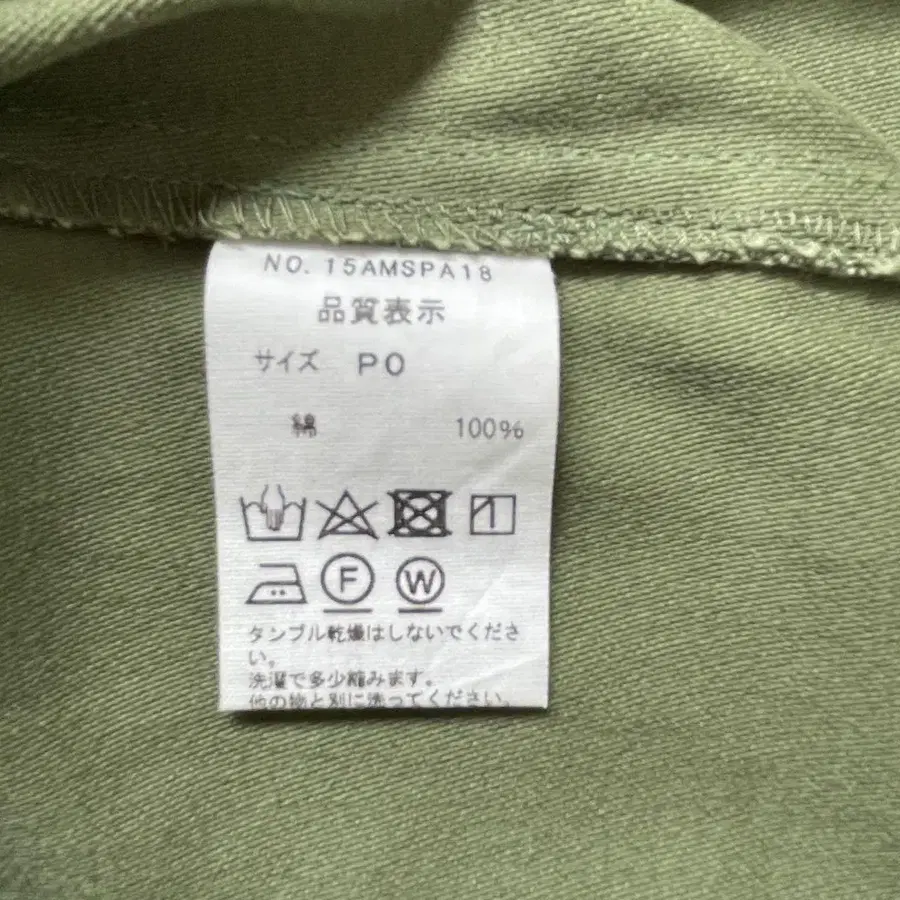 NO. 15AMSPA18
品質表示
サイズ PO
綿 100%
F W
タンブル乾燥はしないでくださ
い。
洗濯で多少縮みます。
他の物と別に洗ってください。